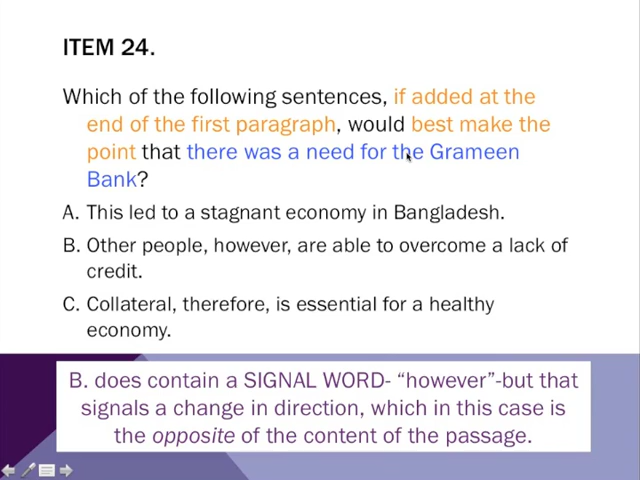 ITEM 24.
Which of the following sentences, if added at the
end of the first paragraph, would best make the
point that there was a need for the Grameen
Bank?
A. This led to a stagnant economy in Bangladesh.
B. Other people, however, are able to overcome a lack of
credit.
C. Collateral, therefore, is essential for a healthy
economy.
B. does contain a SIGNAL WORD- “however”-but that
signals a change in direction, which in this case is
the opposite of the content of the passage.